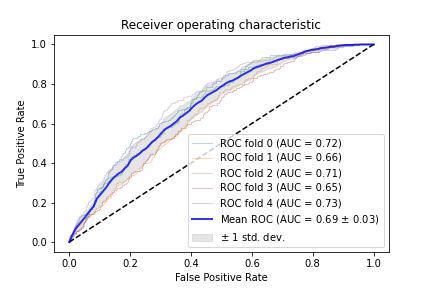 Receiver operating characteristic
True Positive Rate
1.0
0.8
0.6
0.4
0.2
0.0
ROC fold 0 (AUC = 0.72)
ROC fold 1 (AUC = 0.66)
ROC fold 2 (AUC = 0.71)
ROC fold 3 (AUC = 0.65)
ROC fold 4 (AUC = 0.73)
Mean ROC (AUC = 0.69 ± 0.03)
± 1 std. dev.
0.0 0.2 0.4 0.6 0.8 1.0
False Positive Rate